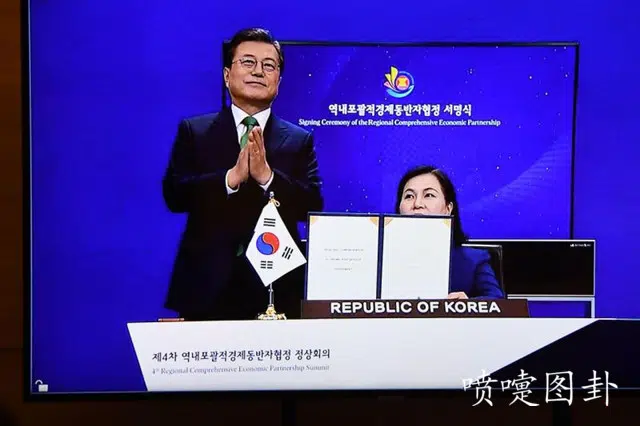 역내포괄적경제동반자협정 서명식
Signing Ceremony of the Regional Comprehensive Economic Partnership
REPUBLIC OF KOREA
제4차 역내포괄적경제동반자협정 정상회의
4th Regional Comprehensive Economic Partnership Summit
喷嚏图卦